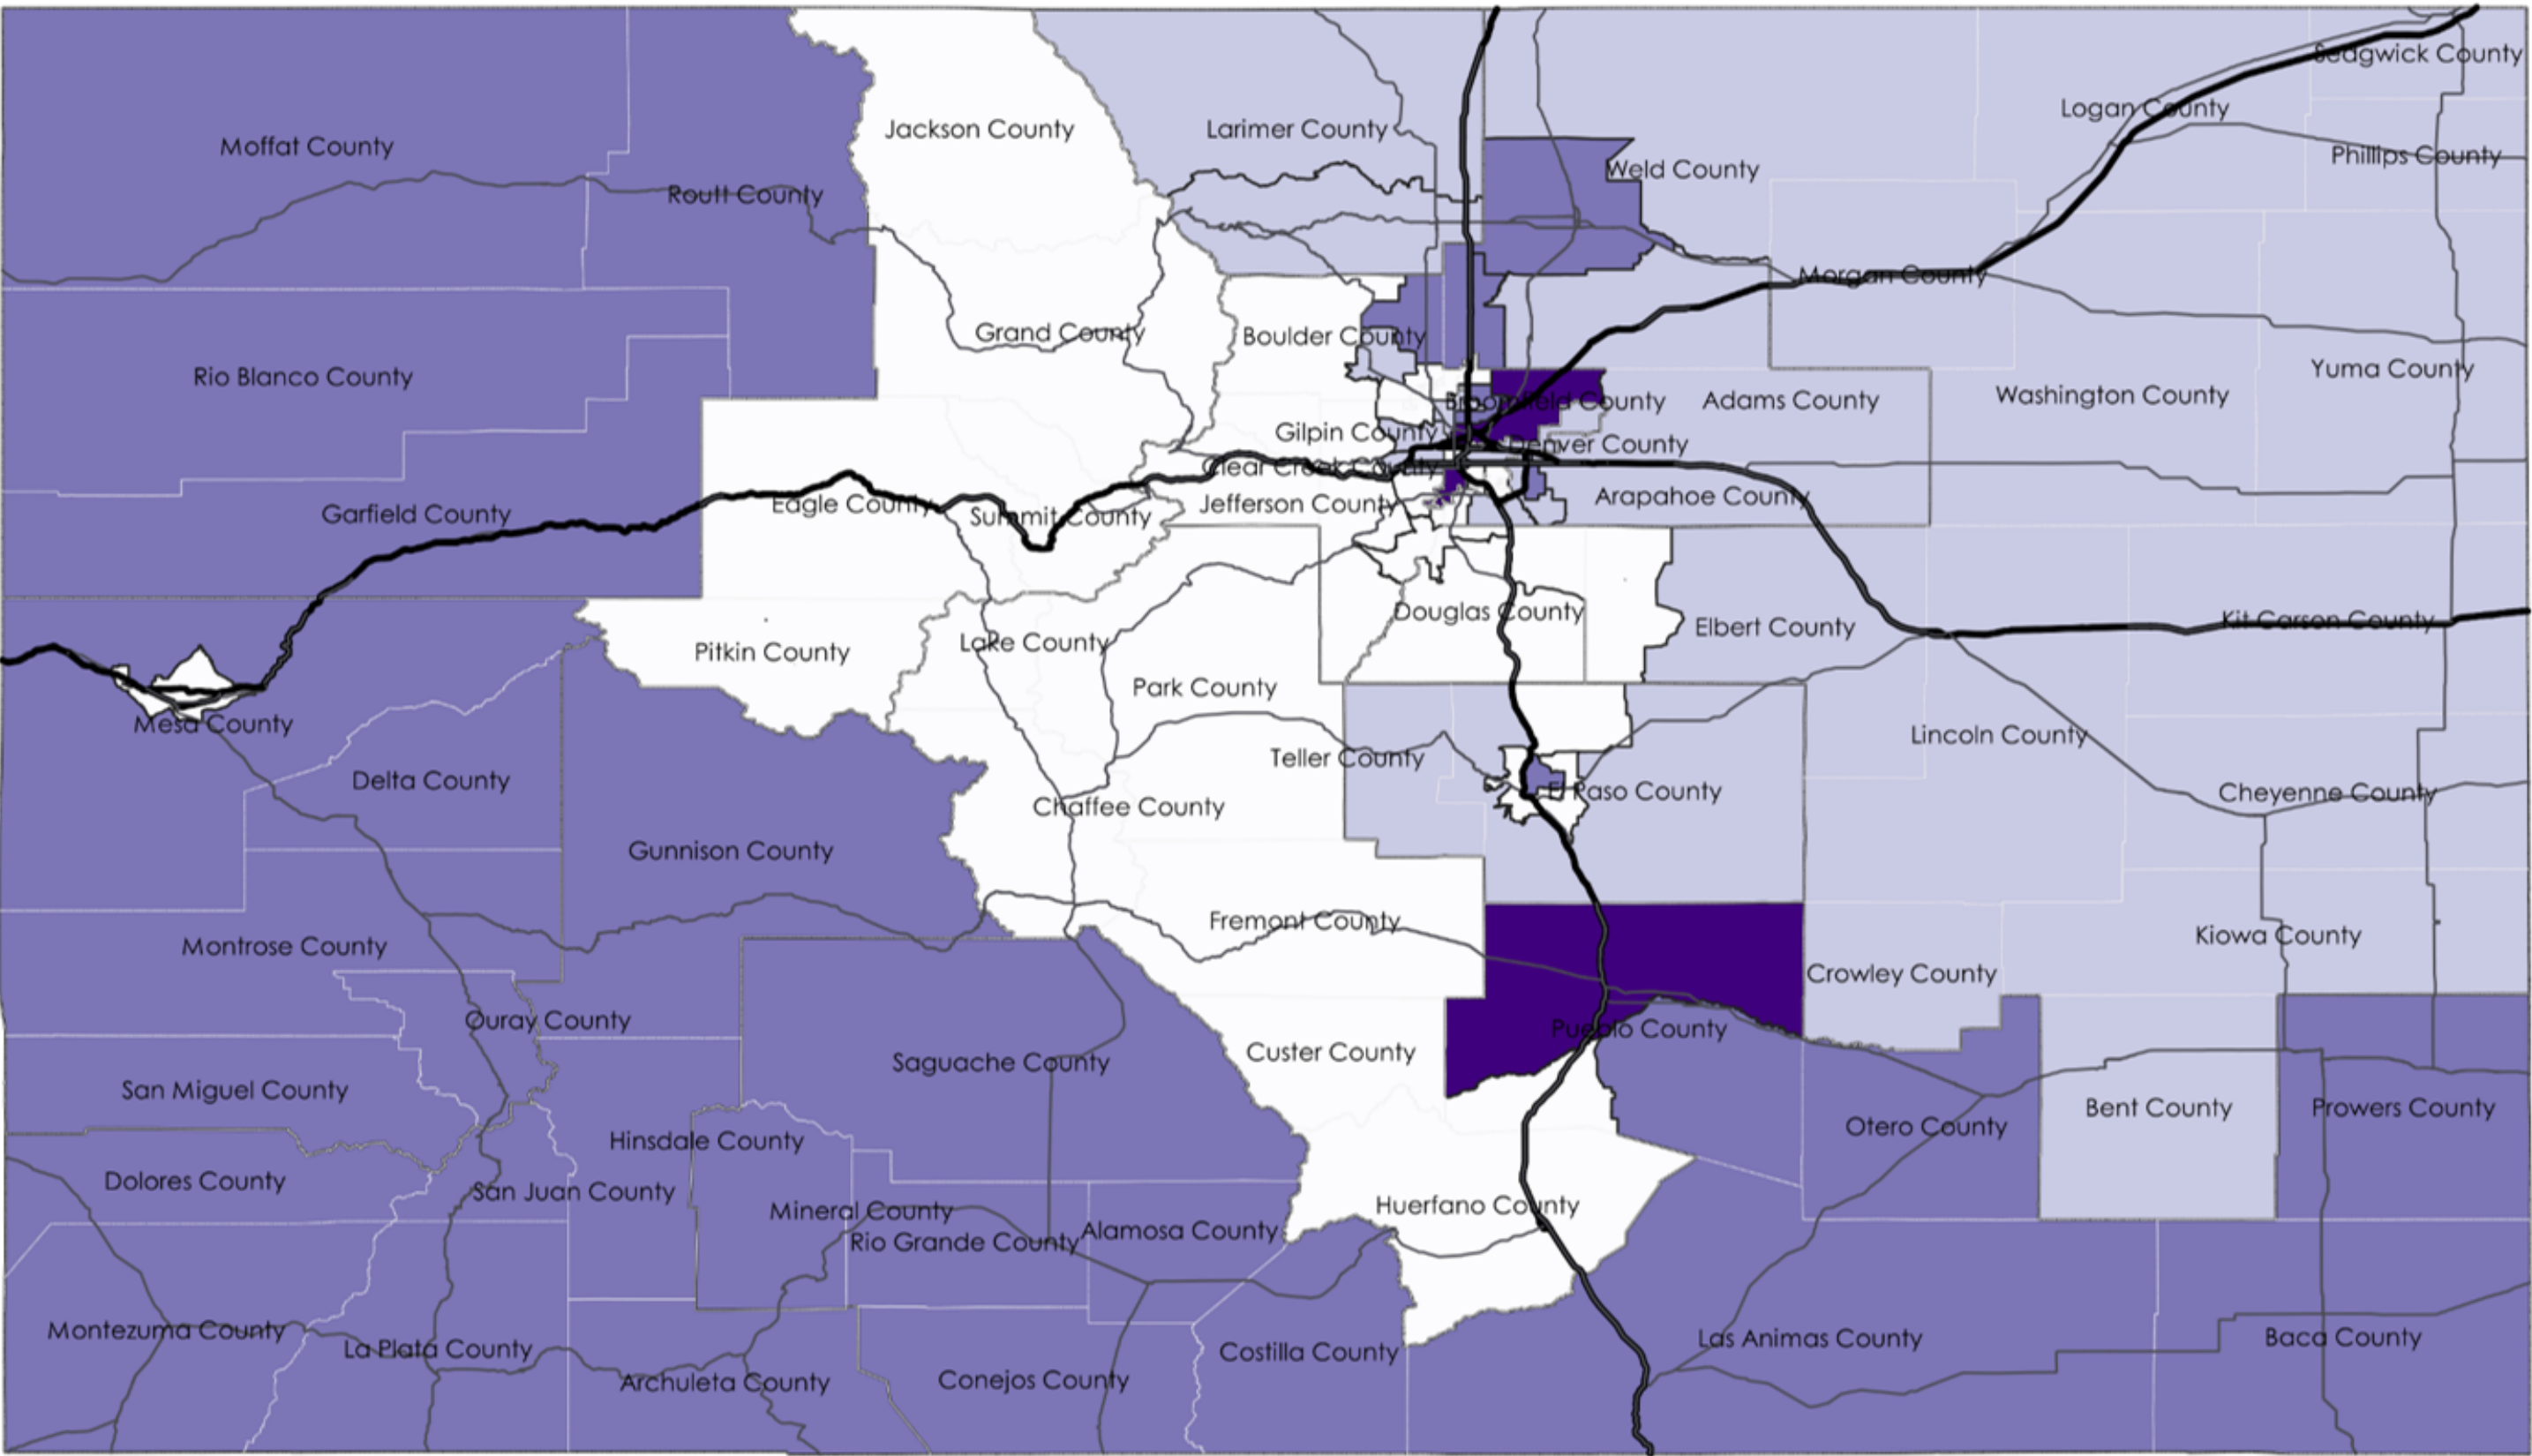 Sedgwick County
Logan County
Jackson County
Larimer County
Moffat County
Phillips County
Weld County
Routt County
Morgan County
Grand County
Boulder County
Yuma County
Rio Blanco County
Washington County
Broomfield County
Adams County
Gilpin County
Denver County
Clear Creek County
Arapahoe County
Eagle County
Jefferson County
Garfield County
Summit County
Douglas County
Kit Carson County
Elbert County
Lake County
Pitkin County
Park County
Mesa County
Lincoln County
Teller County
Delta County
El Paso County
Cheyenne County
Chaffee County
Gunnison County
Fremont County
Kiowa County
Montrose County
Crowley County
Ouray County
Pueblo County
Custer County
Saguache County
San Miguel County
Bent County
Prowers County
Otero County
Hinsdale County
Dolores County
San Juan County
Huerfano County
Mineral County
Alamosa County
Rio Grande County
Montezuma County
Las Animas County
Baca County
La Plata County
Costilla County
Conejos County
Archuleta County